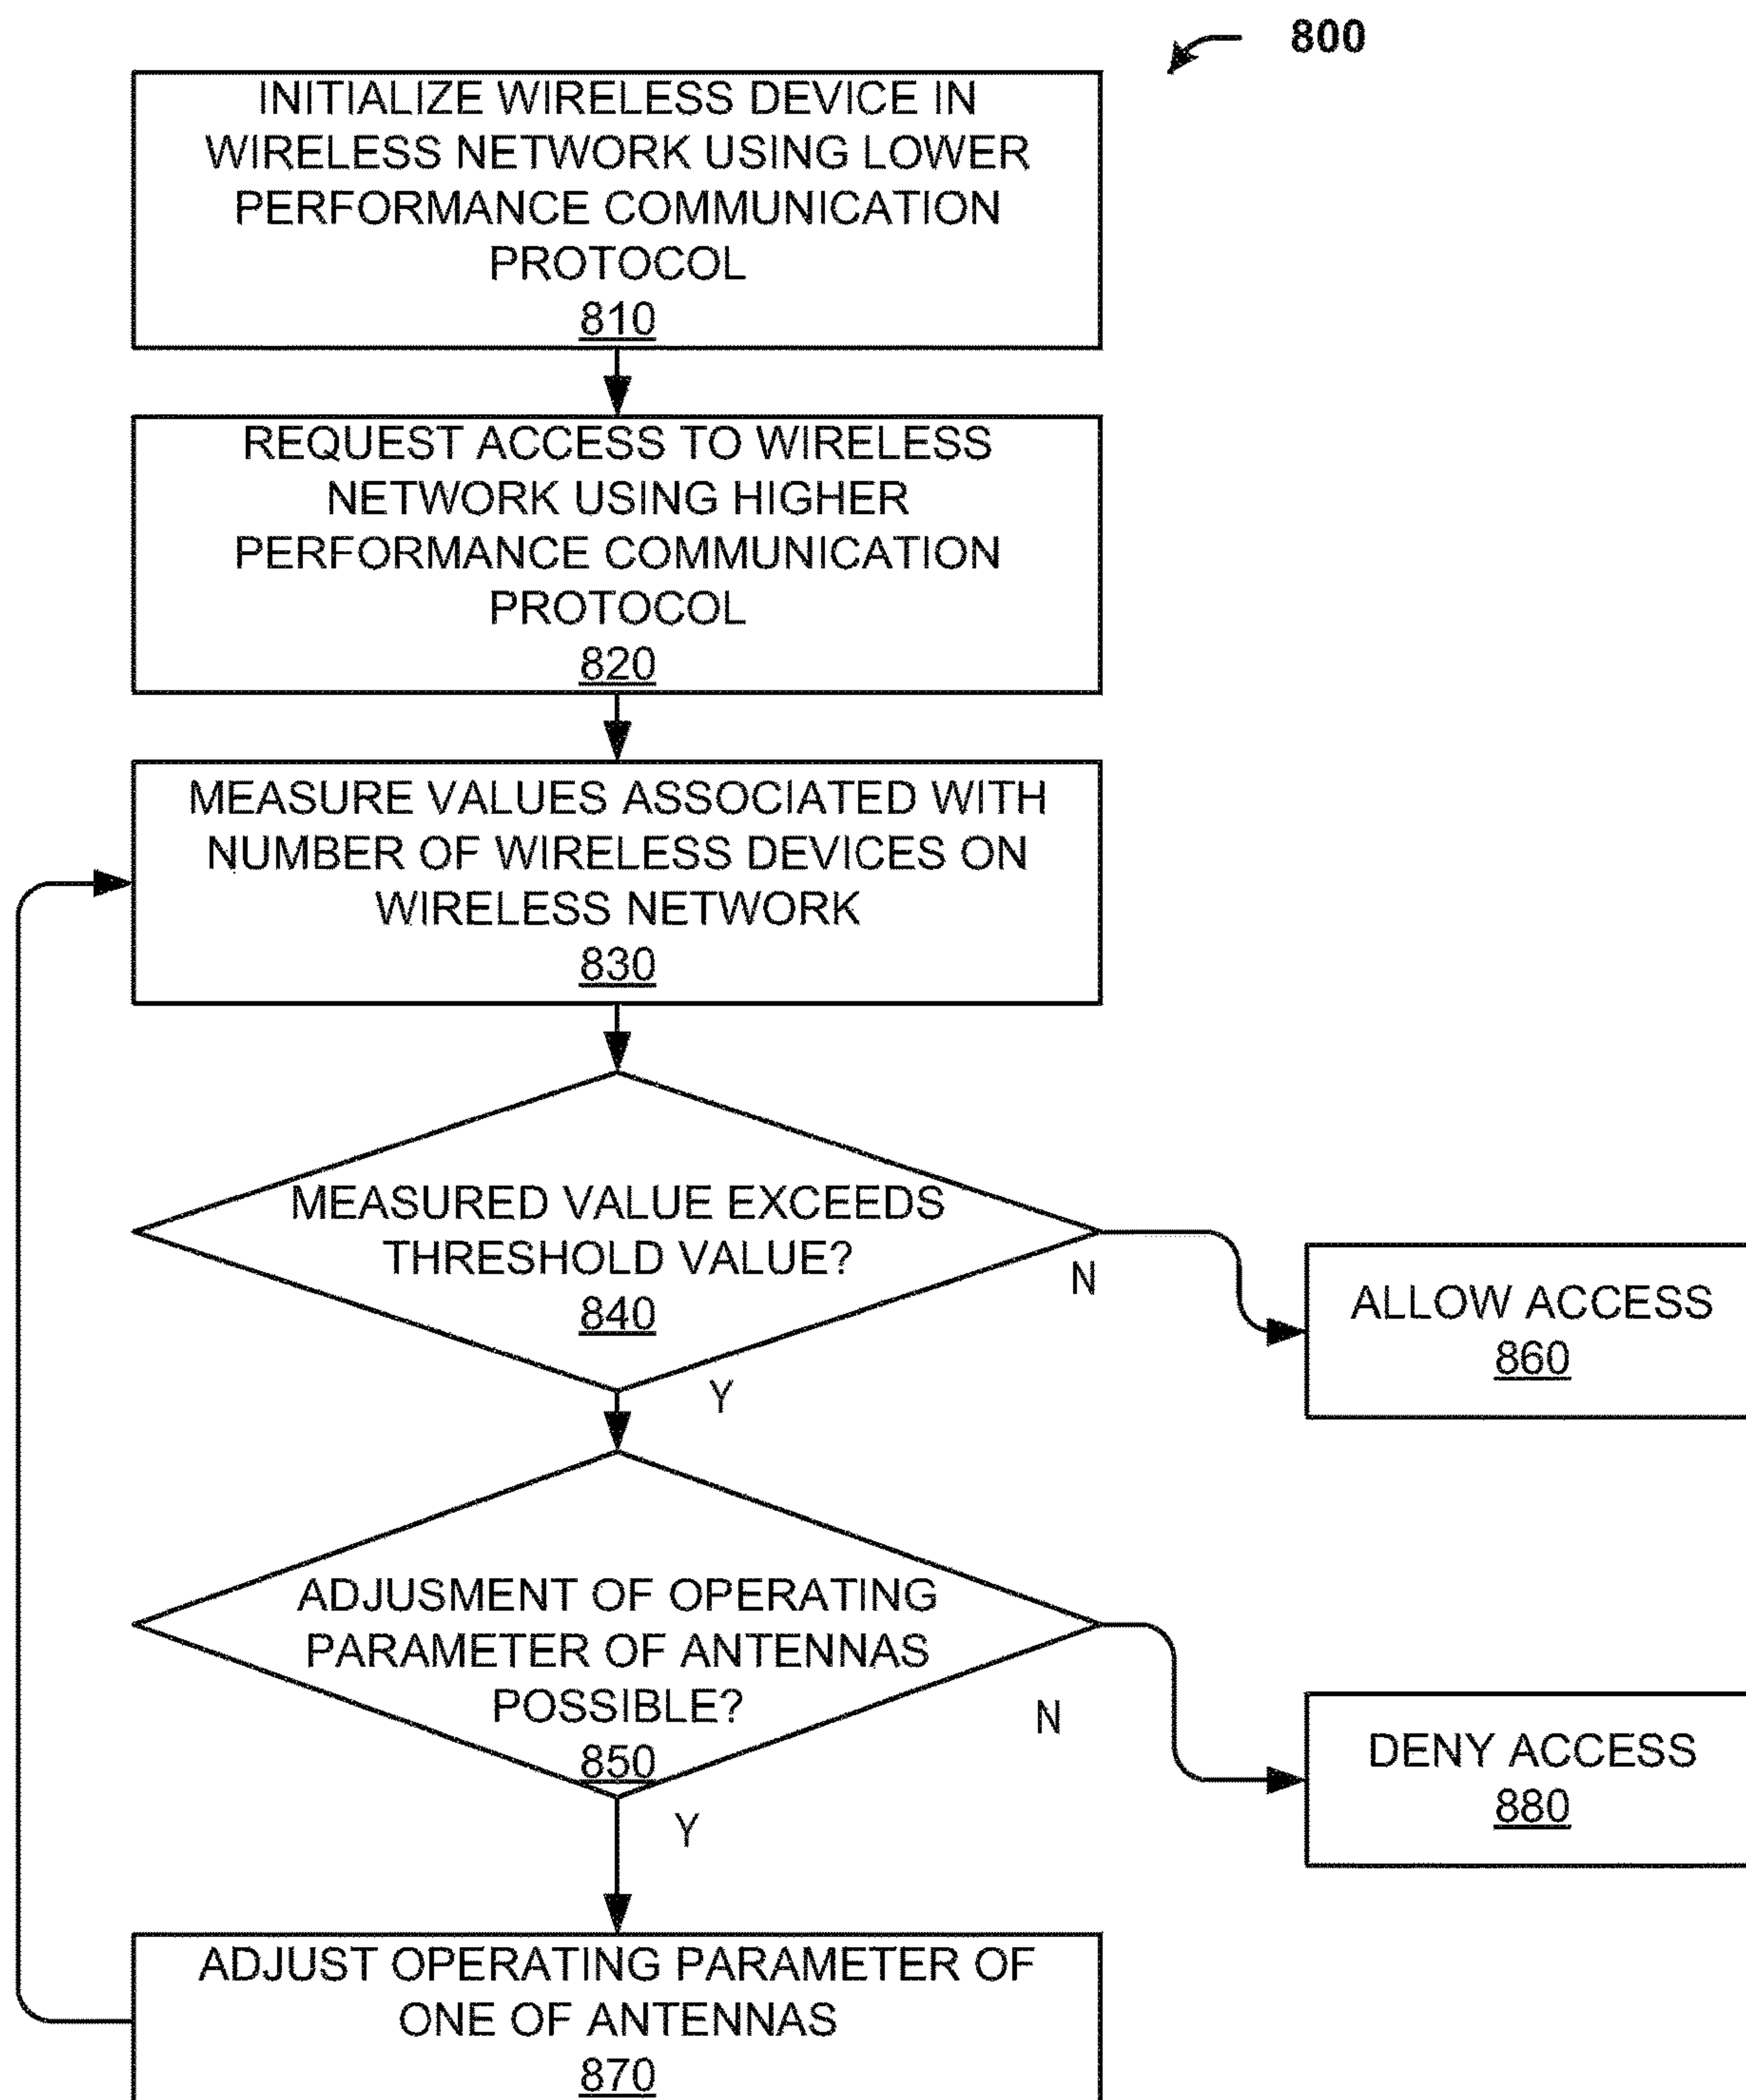 800
INITIALIZE WIRELESS DEVICE IN
WIRELESS NETWORK USING LOWER
PERFORMANCE COMMUNICATION
PROTOCOL
810
REQUEST ACCESS TO WIRELESS
NETWORK USING HIGHER
PERFORMANCE COMMUNICATION
PROTOCOL
820
MEASURE VALUES ASSOCIATED WITH
NUMBER OF WIRELESS DEVICES ON
WIRELESS NETWORK
830
MEASURED VALUE EXCEEDS
THRESHOLD VALUE?
840
N
ALLOW ACCESS
860
Y
ADJUSMENT OF OPERATING
PARAMETER OF ANTENNAS
POSSIBLE?
850
N
DENY ACCESS
880
Y
ADJUST OPERATING PARAMETER OF
ONE OF ANTENNAS
870